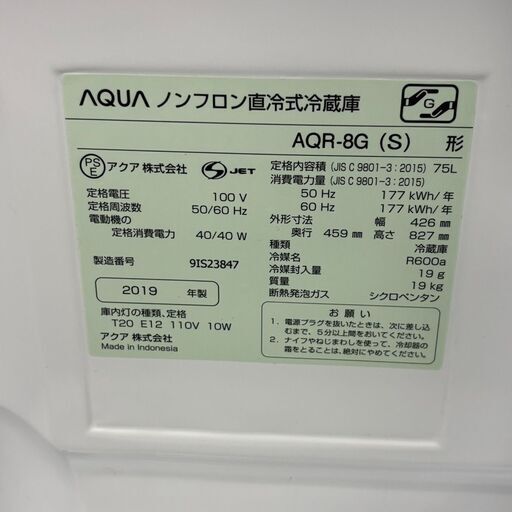 AQUA ノンフロン直冷式冷蔵庫
AQR-8G (S) 形
PS E アクア 株式会社 S JET
定格電圧 100 V
定格周波数 50/60 Hz
電動機の
定格消費電力 40/40 W
製造番号 9IS23847
2019 年製
庫内灯の種類、定格
T20 E12 110V 10W
アクア 株式会社
Made in Indonesia
定格内容積 (JIS C 9801-3:2015) 75L
消費電力量 (JIS C 9801-3:2015)
50 Hz 177 kWh/年
60 Hz 177 kWh/年
外形寸法 幅 426 mm
奥行 459 mm 高さ 827 mm
種類 冷蔵庫
冷媒名 R600a
冷媒封入量 19 g
質量 19 kg
断熱発泡ガス シクロペンタン
お願い
1. 電源プラグを抜いたときは、次に差し込
むまで、5分以上間をおいてください。
2. ナイフやねじまわしを使って、冷却器の
霜をとることは、絶対にやめてください。
G